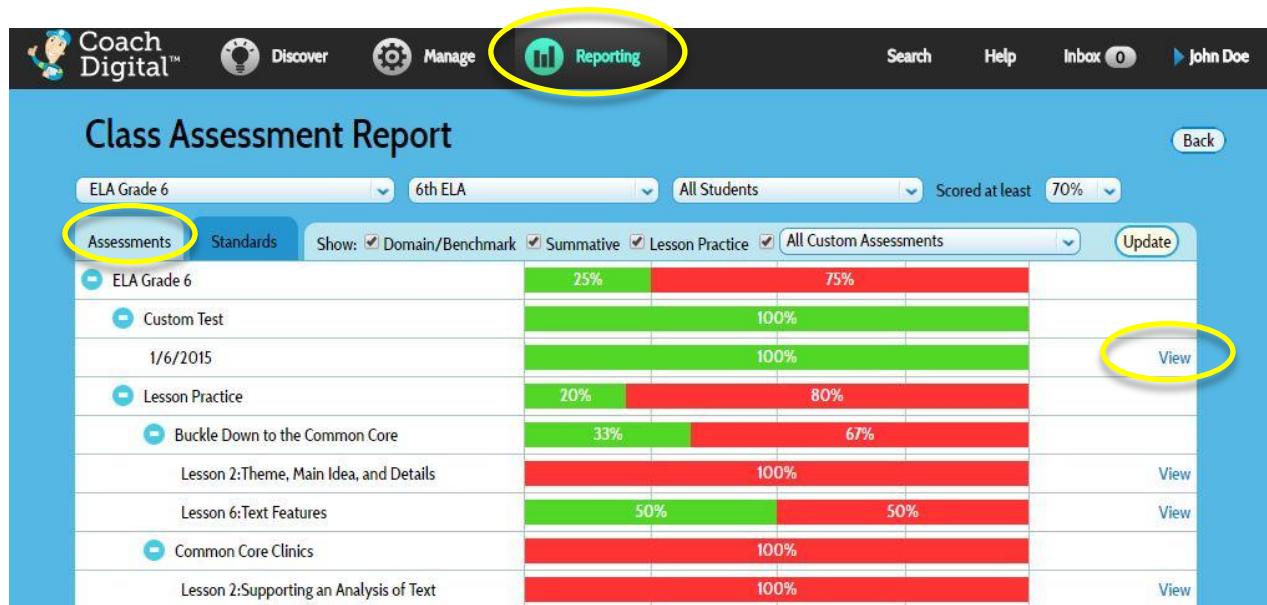 Coach Digital™ Discover Manage Reporting Search Help Inbox 0 John Doe
Class Assessment Report Back
ELA Grade 6 6th ELA All Students Scored at least 70%
Assessments Standards Show: Domain/Benchmark Summative Lesson Practice All Custom Assessments Update
ELA Grade 6 25% 75%
Custom Test 100%
1/6/2015 100% View
Lesson Practice 20% 80%
Buckle Down to the Common Core 33% 67%
Lesson 2:Theme, Main Idea, and Details 100% View
Lesson 6:Text Features 50% 50% View
Common Core Clinics 100%
Lesson 2:Supporting an Analysis of Text 100% View